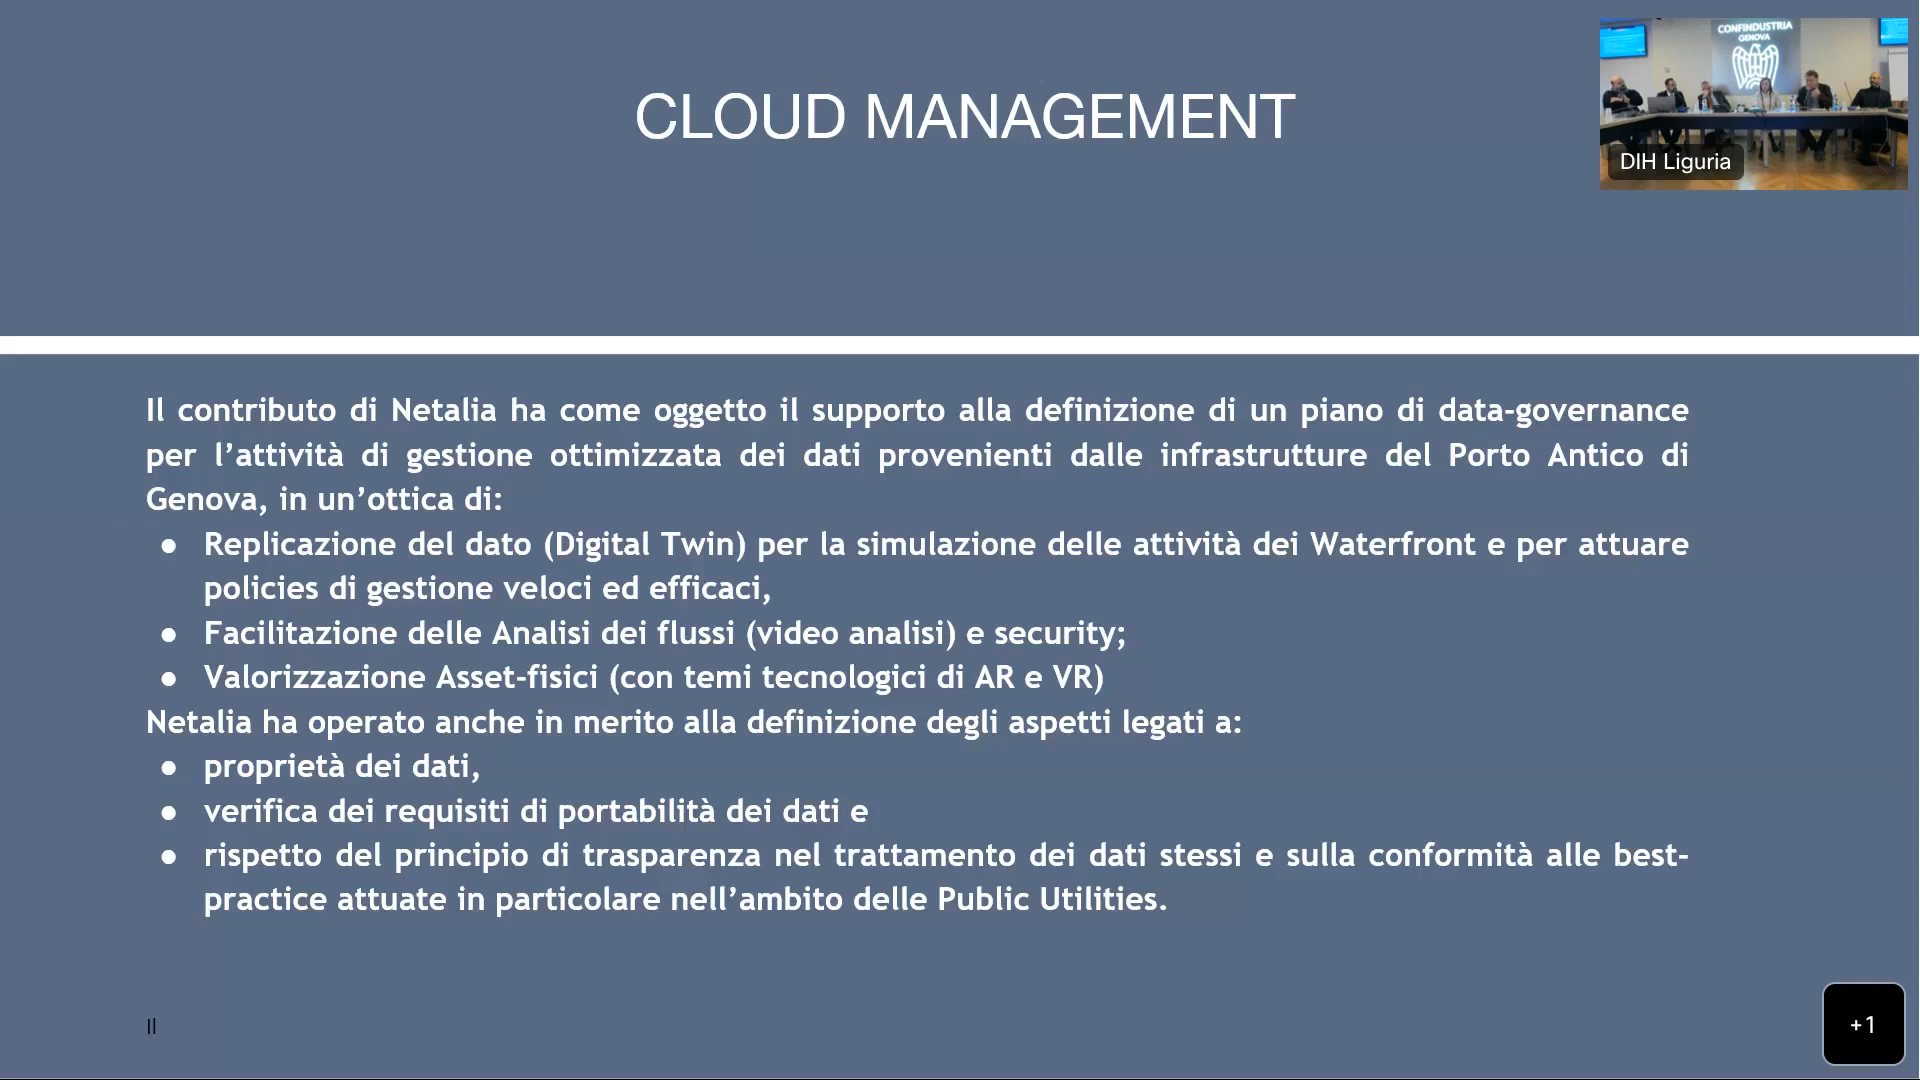 CLOUD MANAGEMENT
CONFINDUSTRIA
GENOVA
DIH Liguria
Il contributo di Netalia ha come oggetto il supporto alla definizione di un piano di data-governance
per l’attività di gestione ottimizzata dei dati provenienti dalle infrastrutture del Porto Antico di
Genova, in un’ottica di:
● Replicazione del dato (Digital Twin) per la simulazione delle attività dei Waterfront e per attuare
policies di gestione veloci ed efficaci,
● Facilitazione delle Analisi dei flussi (video analisi) e security;
● Valorizzazione Asset-fisici (con temi tecnologici di AR e VR)
Netalia ha operato anche in merito alla definizione degli aspetti legati a:
● proprietà dei dati,
● verifica dei requisiti di portabilità dei dati e
● rispetto del principio di trasparenza nel trattamento dei dati stessi e sulla conformità alle best-
practice attuate in particolare nell’ambito delle Public Utilities.
Il
+1